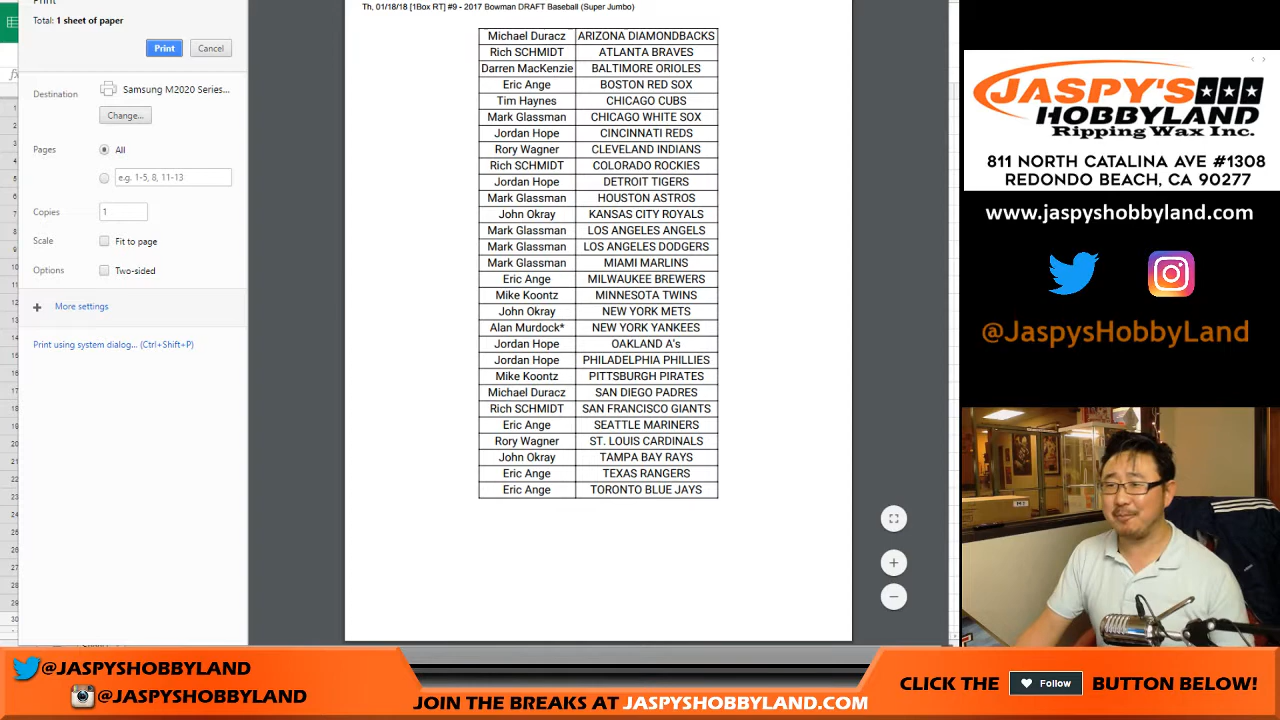 Print
Total: 1 sheet of paper
Print Cancel
Destination Samsung M2020 Series...
Change...
Pages All
e.g. 1-5, 8, 11-13
Copies 1
Scale Fit to page
Options Two-sided
+ More settings
Print using system dialog... (Ctrl+Shift+P)
Th, 01/18/18 [1Box RT] #9 - 2017 Bowman DRAFT Baseball (Super Jumbo)
Michael Duracz ARIZONA DIAMONDBACKS
Rich SCHMIDT ATLANTA BRAVES
Darren MacKenzie BALTIMORE ORIOLES
Eric Ange BOSTON RED SOX
Tim Haynes CHICAGO CUBS
Mark Glassman CHICAGO WHITE SOX
Jordan Hope CINCINNATI REDS
Rory Wagner CLEVELAND INDIANS
Rich SCHMIDT COLORADO ROCKIES
Jordan Hope DETROIT TIGERS
Mark Glassman HOUSTON ASTROS
John Okray KANSAS CITY ROYALS
Mark Glassman LOS ANGELES ANGELS
Mark Glassman LOS ANGELES DODGERS
Mark Glassman MIAMI MARLINS
Eric Ange MILWAUKEE BREWERS
Mike Koontz MINNESOTA TWINS
John Okray NEW YORK METS
Alan Murdock* NEW YORK YANKEES
Jordan Hope OAKLAND A's
Jordan Hope PHILADELPHIA PHILLIES
Mike Koontz PITTSBURGH PIRATES
Michael Duracz SAN DIEGO PADRES
Rich SCHMIDT SAN FRANCISCO GIANTS
Eric Ange SEATTLE MARINERS
Rory Wagner ST. LOUIS CARDINALS
John Okray TAMPA BAY RAYS
Eric Ange TEXAS RANGERS
Eric Ange TORONTO BLUE JAYS
JASPY'S
HOBBYLAND
Ripping Wax Inc.
811 NORTH CATALINA AVE #1308
REDONDO BEACH, CA 90277
www.jaspyshobbyland.com
@JaspysHobbyLand
@JASPYSHOBBYLAND
@JASPYSHOBBYLAND
JOIN THE BREAKS AT JASPYSHOBBYLAND.COM
CLICK THE Follow BUTTON BELOW!